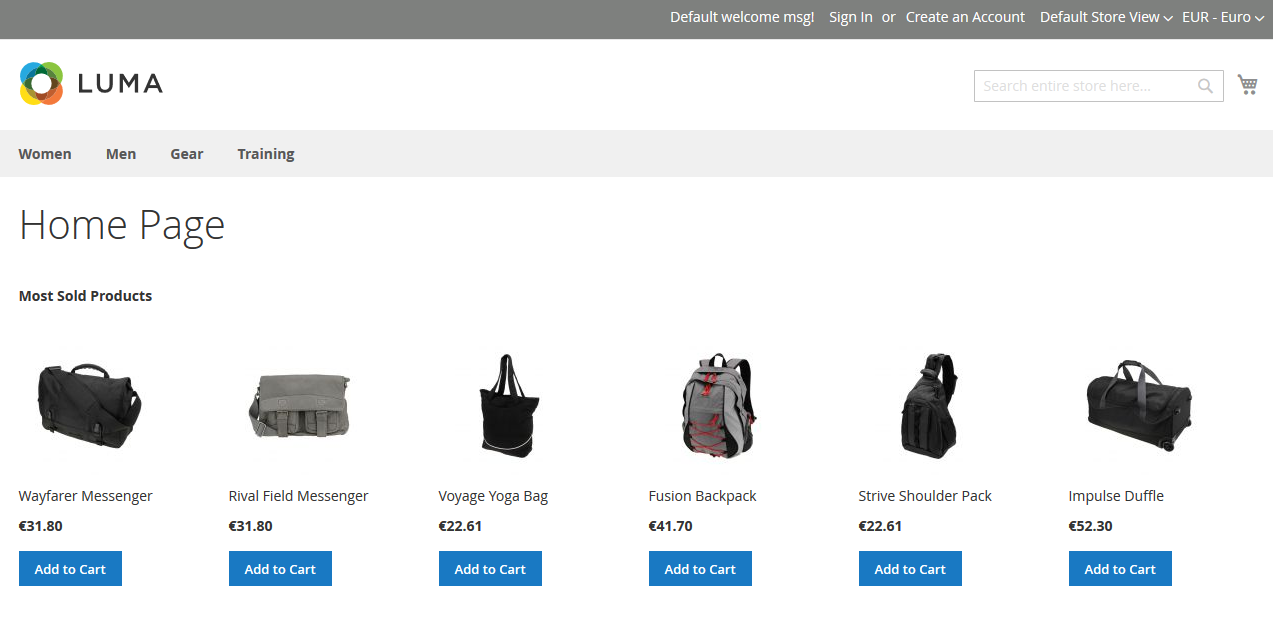 Default welcome msg! Sign In or Create an Account Default Store View EUR - Euro
LUMA
Search entire store here...
Women Men Gear Training
Home Page
Most Sold Products
Wayfarer Messenger Rival Field Messenger Voyage Yoga Bag Fusion Backpack Strive Shoulder Pack Impulse Duffle
€31.80 €31.80 €22.61 €41.70 €22.61 €52.30
Add to Cart Add to Cart Add to Cart Add to Cart Add to Cart Add to Cart